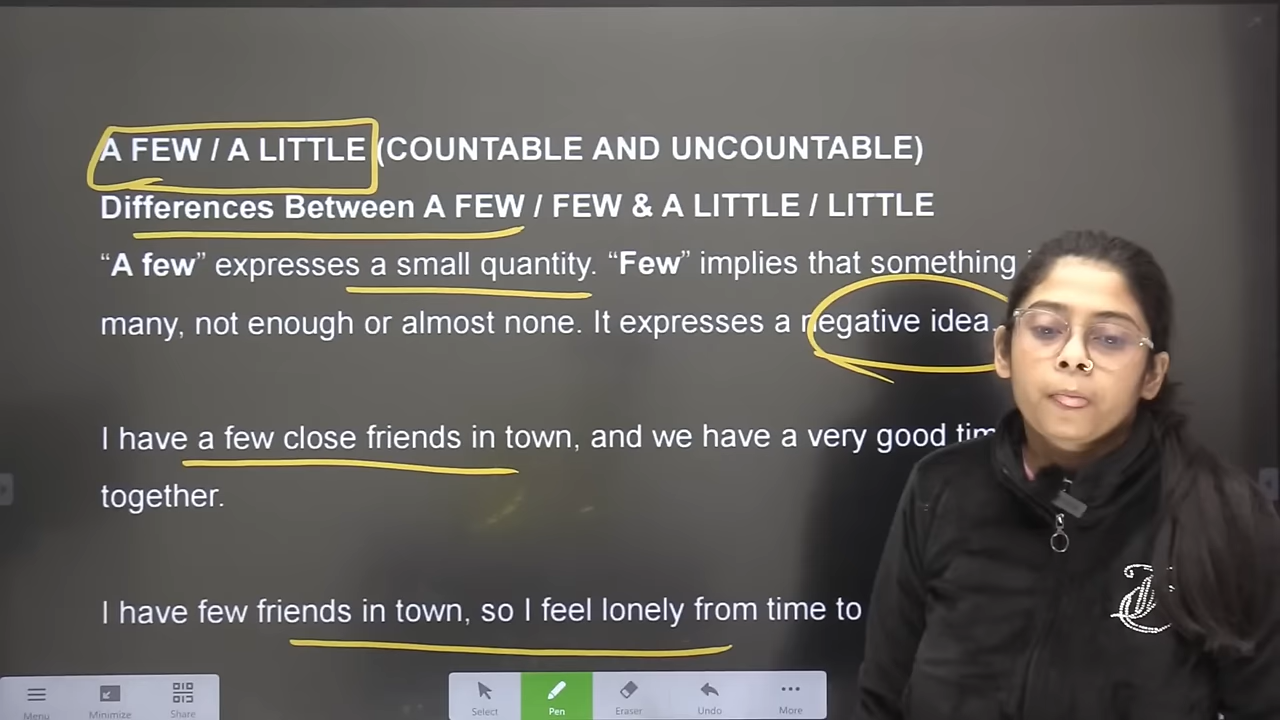 A FEW / A LITTLE (COUNTABLE AND UNCOUNTABLE)
Differences Between A FEW / FEW & A LITTLE / LITTLE
“A few” expresses a small quantity. “Few” implies that something
many, not enough or almost none. It expresses a negative idea.
I have a few close friends in town, and we have a very good
together.
I have few friends in town, so I feel lonely from time to
Menu
Minimize
Share
Select
Pen
Eraser
Undo
More